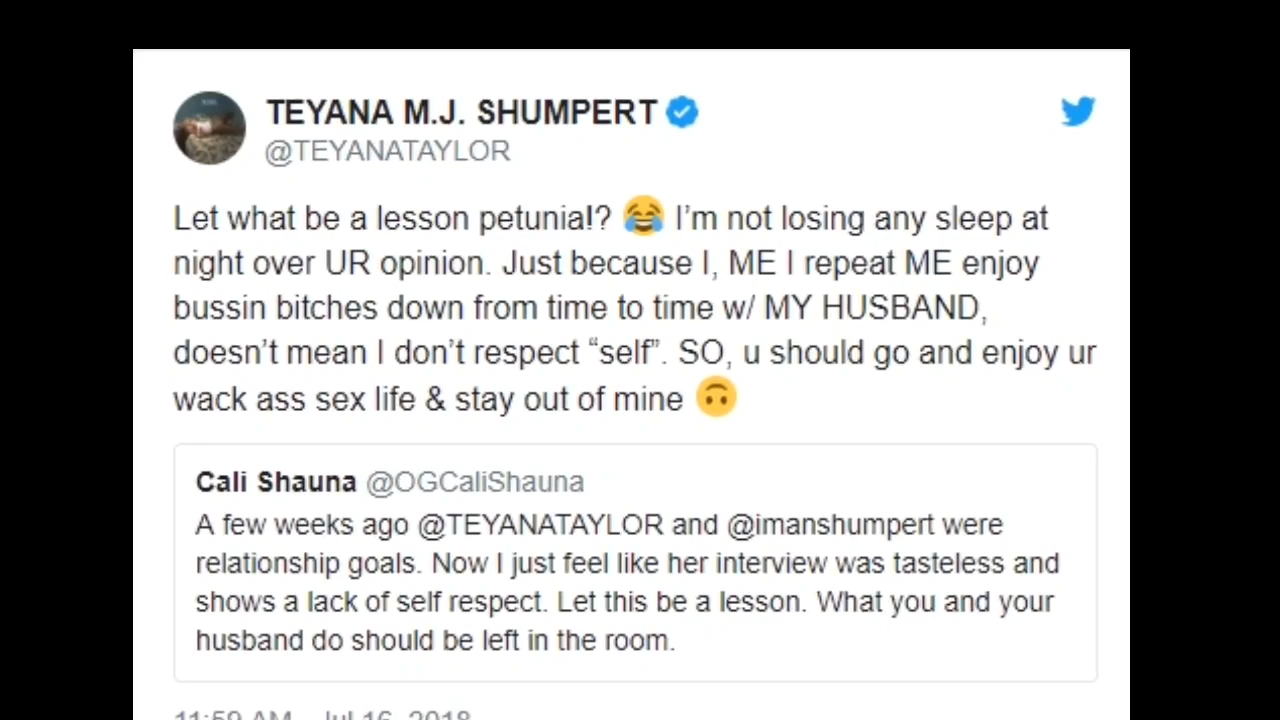 TEYANA M.J. SHUMPERT
@TEYANATAYLOR
Let what be a lesson petunia!? 😂 I’m not losing any sleep at
night over UR opinion. Just because I, ME I repeat ME enjoy
bussin bitches down from time to time w/ MY HUSBAND,
doesn’t mean I don’t respect “self”. SO, u should go and enjoy ur
wack ass sex life & stay out of mine 🙃
Cali Shauna @OGCaliShauna
A few weeks ago @TEYANATAYLOR and @imanshumpert were
relationship goals. Now I just feel like her interview was tasteless and
shows a lack of self respect. Let this be a lesson. What you and your
husband do should be left in the room.
11:59 AM - Jul 16, 2018